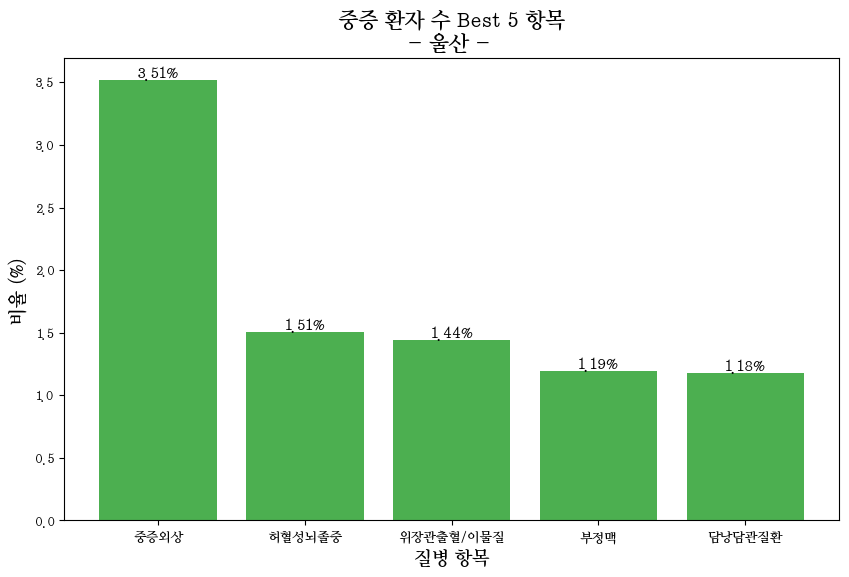 중증 환자 수 Best 5 항목
- 울산 -
비율 (%)
3.5
3.0
2.5
2.0
1.5
1.0
0.5
0.0
3.51%
1.51%
1.44%
1.19%
1.18%
중증외상
허혈성뇌졸중
위장관출혈/이물질
부정맥
담낭담관질환
질병 항목